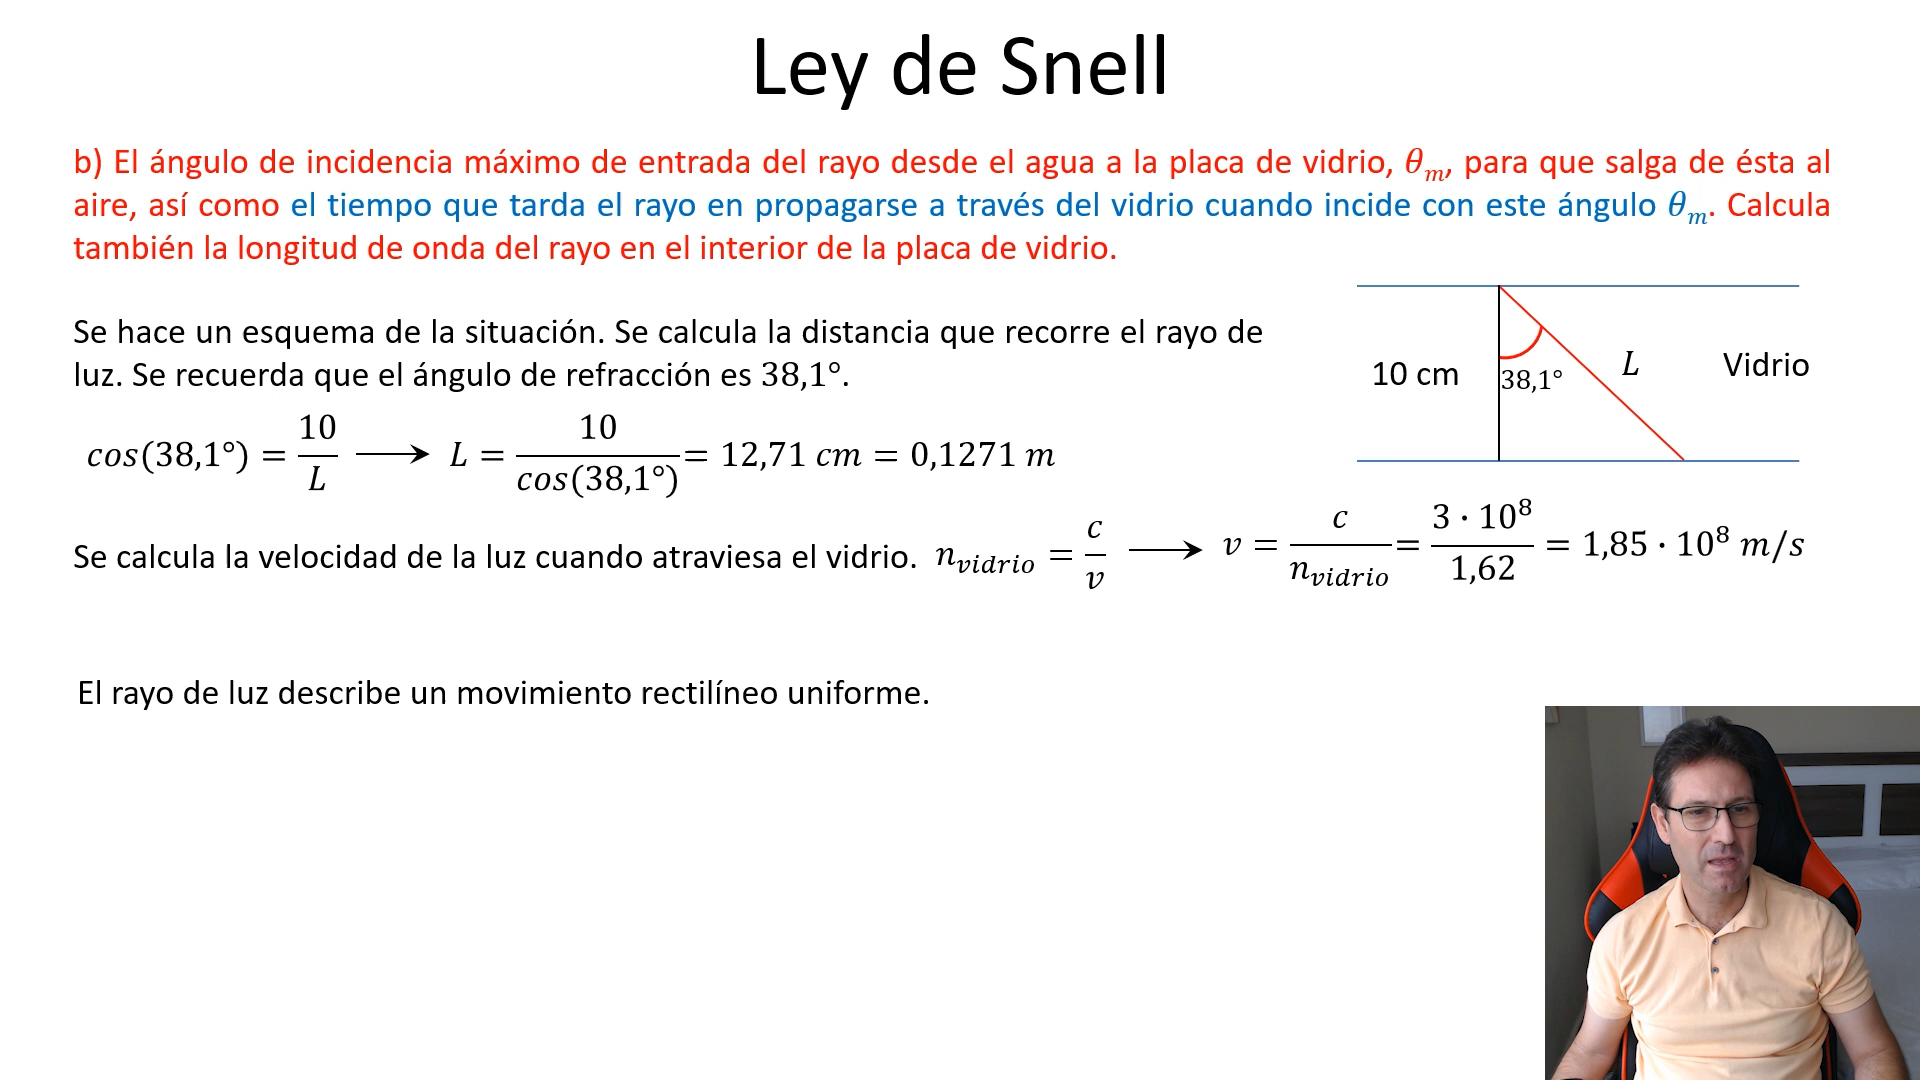 Ley de Snell
b) El ángulo de incidencia máximo de entrada del rayo desde el agua a la placa de vidrio, θₘ, para que salga de ésta al
aire, así como el tiempo que tarda el rayo en propagarse a través del vidrio cuando incide con este ángulo θₘ. Calcula
también la longitud de onda del rayo en el interior de la placa de vidrio.
Se hace un esquema de la situación. Se calcula la distancia que recorre el rayo de
luz. Se recuerda que el ángulo de refracción es 38,1°.
10 cm
38,1°
L
Vidrio
cos(38,1°) = 10/L ⟶ L = 10/cos(38,1°) = 12,71 cm = 0,1271 m
Se calcula la velocidad de la luz cuando atraviesa el vidrio. n_vidrio = c/v ⟶ v = c/n_vidrio = 3 · 10⁸/1,62 = 1,85 · 10⁸ m/s
El rayo de luz describe un movimiento rectilíneo uniforme.